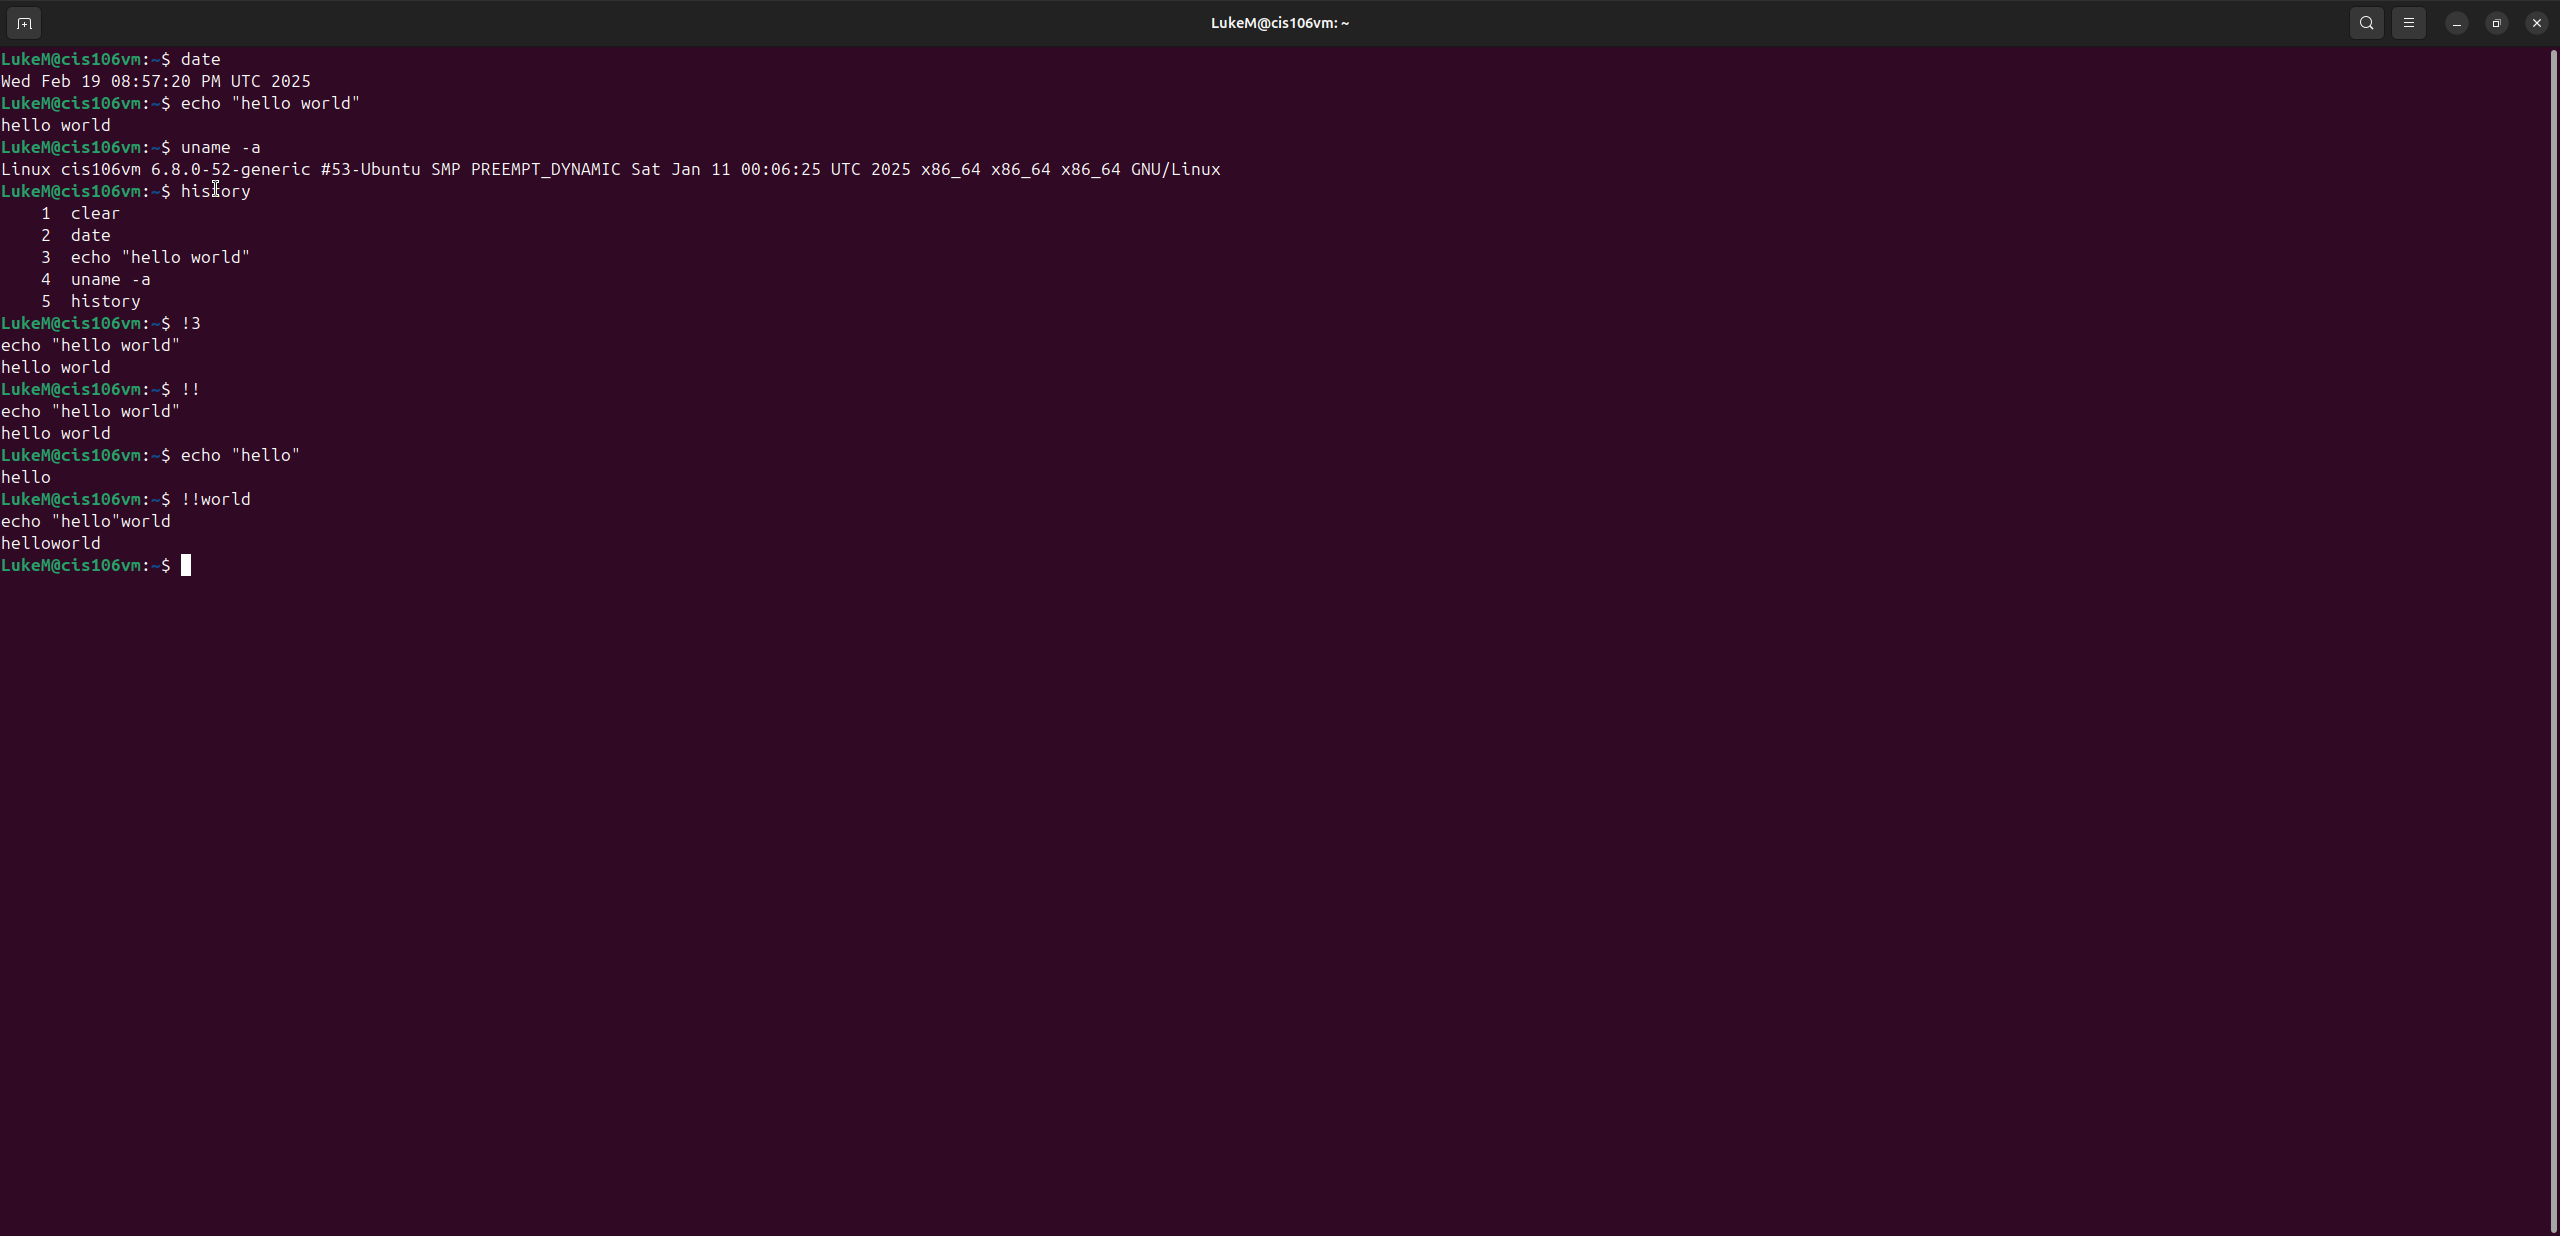 LukeM@cis106vm: ~
LukeM@cis106vm:~$ date
Wed Feb 19 08:57:20 PM UTC 2025
LukeM@cis106vm:~$ echo "hello world"
hello world
LukeM@cis106vm:~$ uname -a
Linux cis106vm 6.8.0-52-generic #53-Ubuntu SMP PREEMPT_DYNAMIC Sat Jan 11 00:06:25 UTC 2025 x86_64 x86_64 x86_64 GNU/Linux
LukeM@cis106vm:~$ history
    1  clear
    2  date
    3  echo "hello world"
    4  uname -a
    5  history
LukeM@cis106vm:~$ !3
echo "hello world"
hello world
LukeM@cis106vm:~$ !!
echo "hello world"
hello world
LukeM@cis106vm:~$ echo "hello"
hello
LukeM@cis106vm:~$ !!world
echo "hello"world
helloworld
LukeM@cis106vm:~$